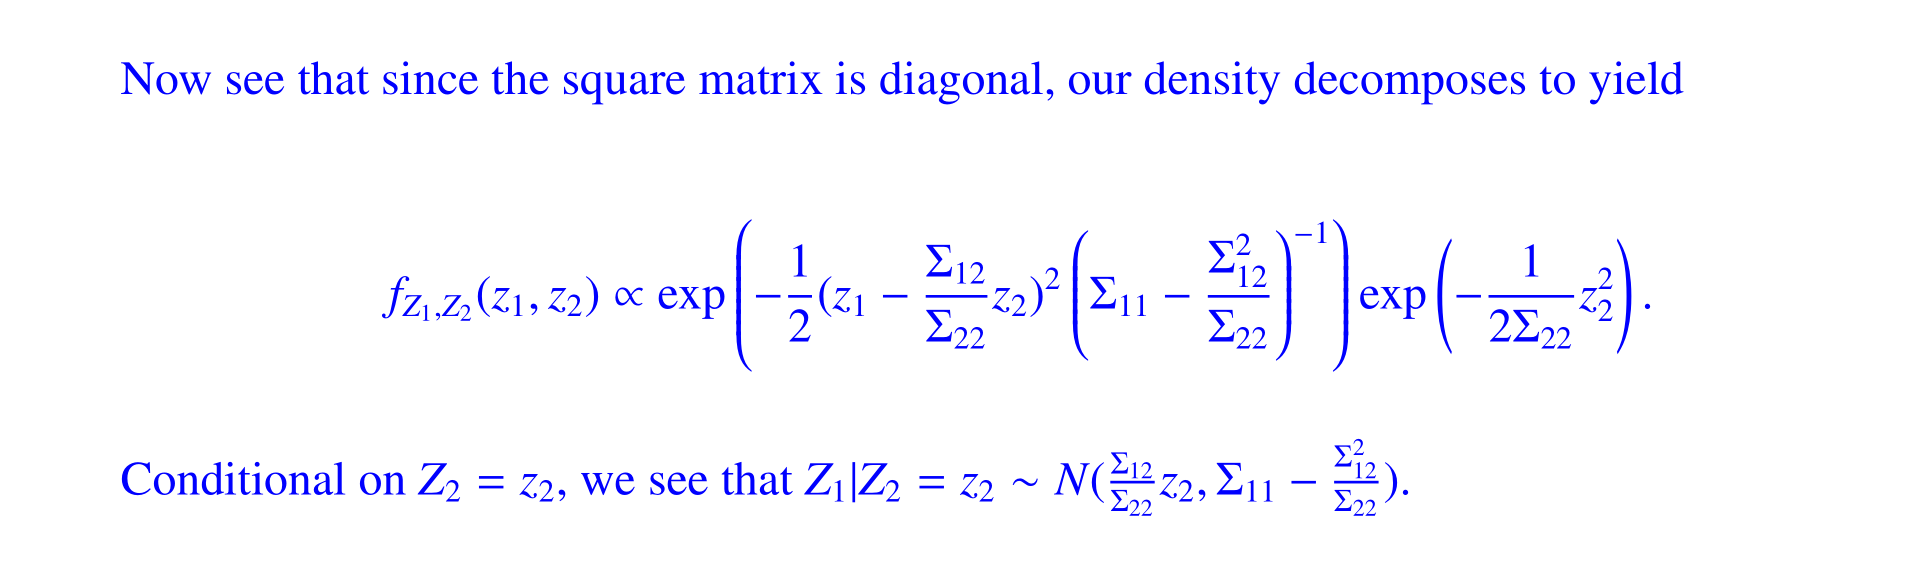 Now see that since the square matrix is diagonal, our density decomposes to yield
$f_{Z_1,Z_2}(z_1, z_2) \propto \exp\left(-\frac{1}{2}(z_1 - \frac{\Sigma_{12}}{\Sigma_{22}}z_2)^2\left(\Sigma_{11} - \frac{\Sigma_{12}^2}{\Sigma_{22}}\right)^{-1}\right)\exp\left(-\frac{1}{2\Sigma_{22}}z_2^2\right).$
Conditional on $Z_2 = z_2$, we see that $Z_1|Z_2 = z_2 \sim N(\frac{\Sigma_{12}}{\Sigma_{22}}z_2, \Sigma_{11} - \frac{\Sigma_{12}^2}{\Sigma_{22}})$.